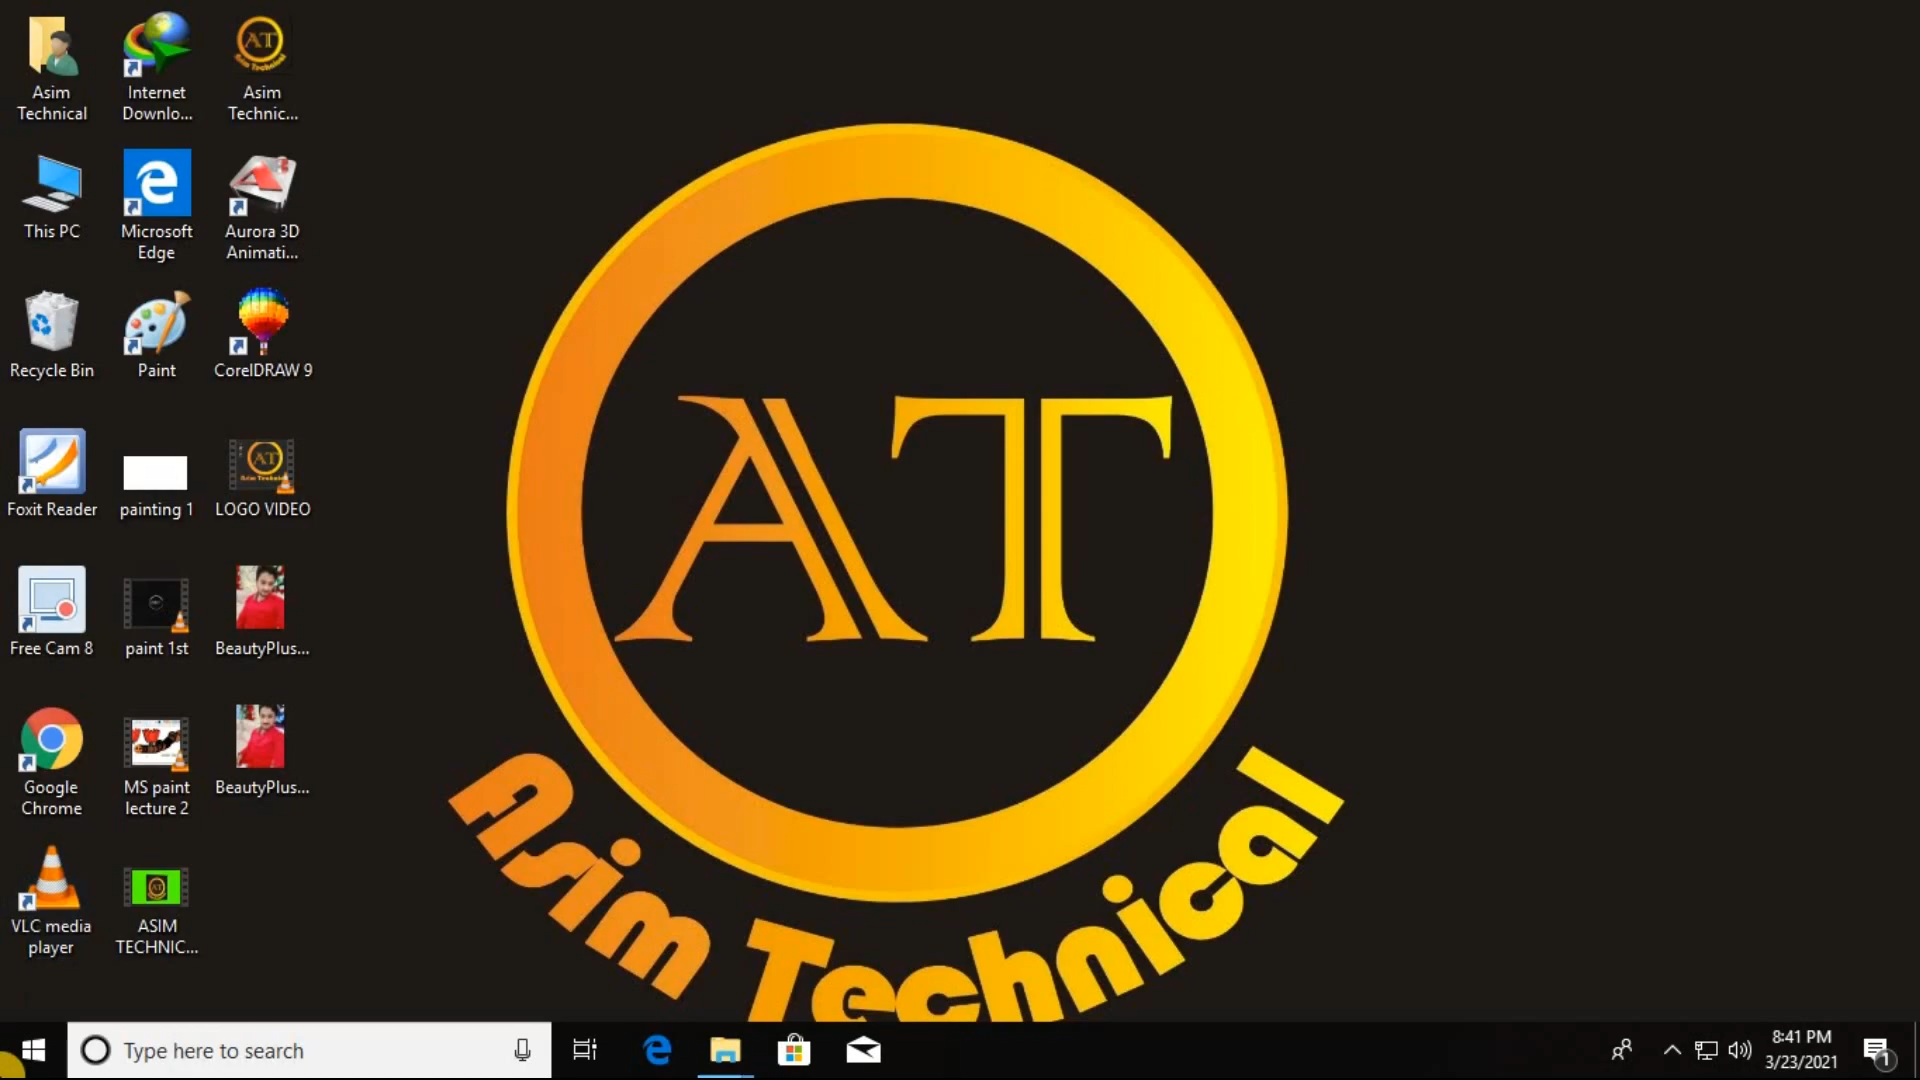 Asim
Technical
Internet
Downlo...
Asim
Technic...
This PC
Microsoft
Edge
Aurora 3D
Animati...
Recycle Bin
Paint
CorelDRAW 9
Foxit Reader
painting 1
LOGO VIDEO
Free Cam 8
paint 1st
BeautyPlus...
Google
Chrome
MS paint
lecture 2
BeautyPlus...
VLC media
player
ASIM
TECHNIC...
AT
Asim Technical
Type here to search
8:41 PM
3/23/2021
1